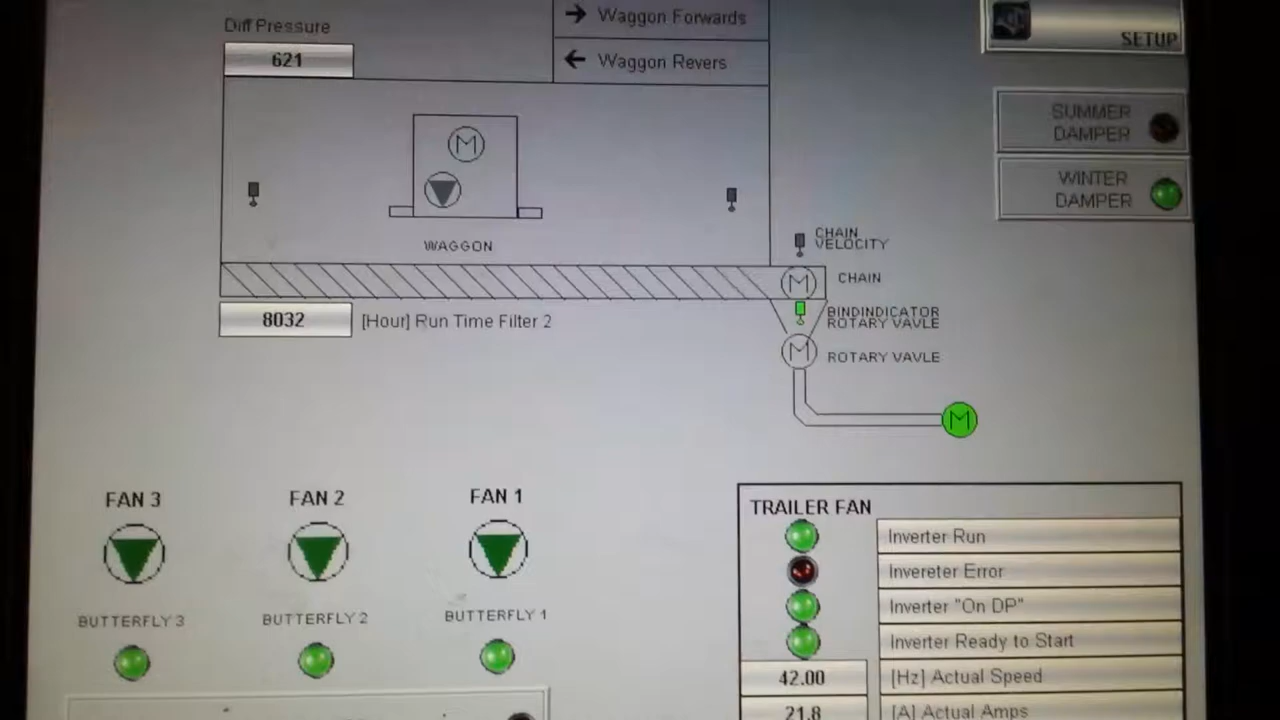 Diff Pressure
621
→ Waggon Forwards
← Waggon Revers
SETUP
SUMMER
DAMPER
WINTER
DAMPER
M
WAGGON
CHAIN
VELOCITY
M
CHAIN
8032
[Hour] Run Time Filter 2
BINDINDICATOR
ROTARY VAVLE
M
ROTARY VAVLE
M
FAN 3
FAN 2
FAN 1
BUTTERFLY 3
BUTTERFLY 2
BUTTERFLY 1
TRAILER FAN
Inverter Run
Invereter Error
Inverter "On DP"
Inverter Ready to Start
42.00
[Hz] Actual Speed
21.8
[A] Actual Amps